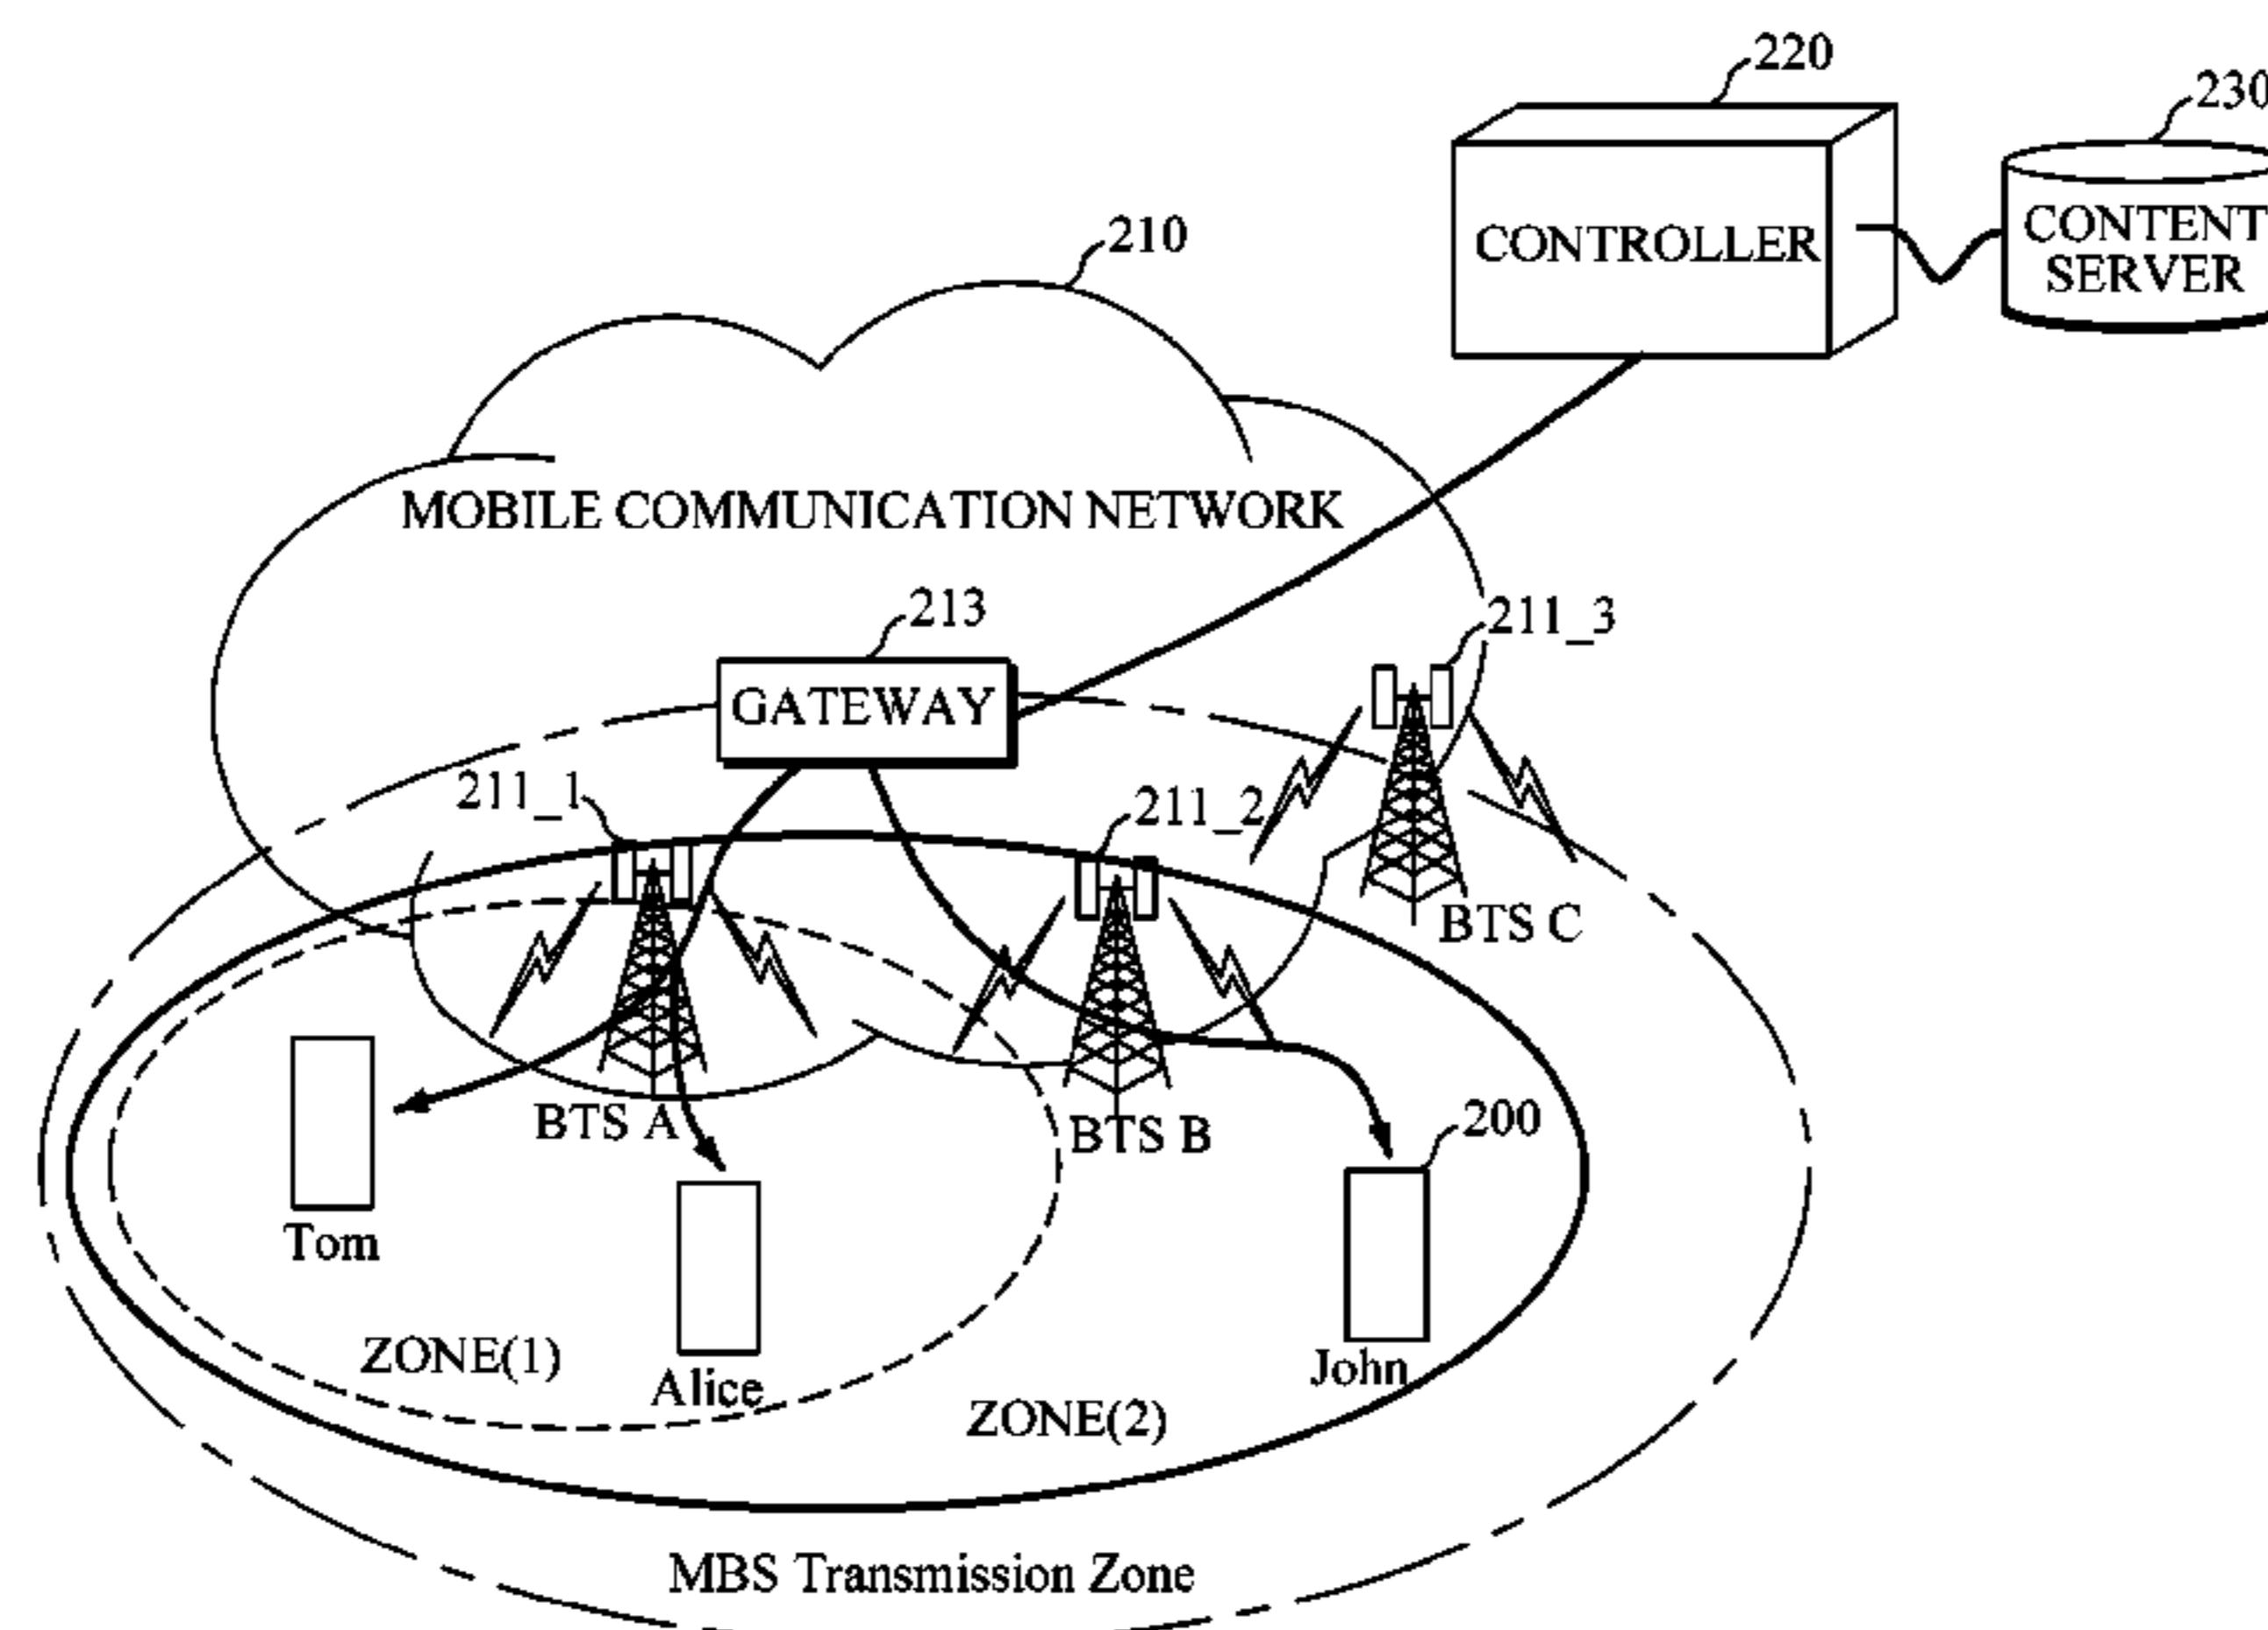 220
230
CONTROLLER
CONTENT
SERVER
210
MOBILE COMMUNICATION NETWORK
213
GATEWAY
211_3
211_1
211_2
BTS C
BTS A
BTS B
200
Tom
Alice
John
ZONE(1)
ZONE(2)
MBS Transmission Zone